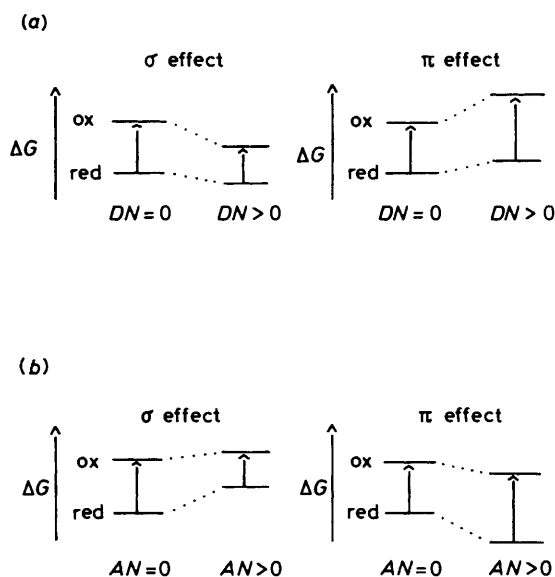 (a)
σ effect
π effect
ox
ox
ΔG
ΔG
red
red
DN = 0
DN > 0
DN = 0
DN > 0
(b)
σ effect
π effect
ox
ox
ΔG
ΔG
red
red
AN = 0
AN > 0
AN = 0
AN > 0